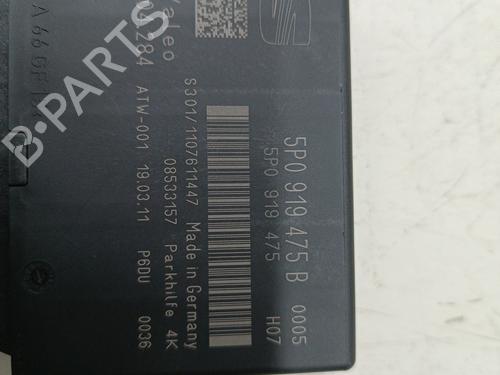 5P0 919 475 B 0005
5P0 919 475 H07
S301/1107611447 Made in Germany
08533157 Parkhilfe 4K
Valeo
284 ATW-001 19.03.11 P6DU 0036
B-PARTS